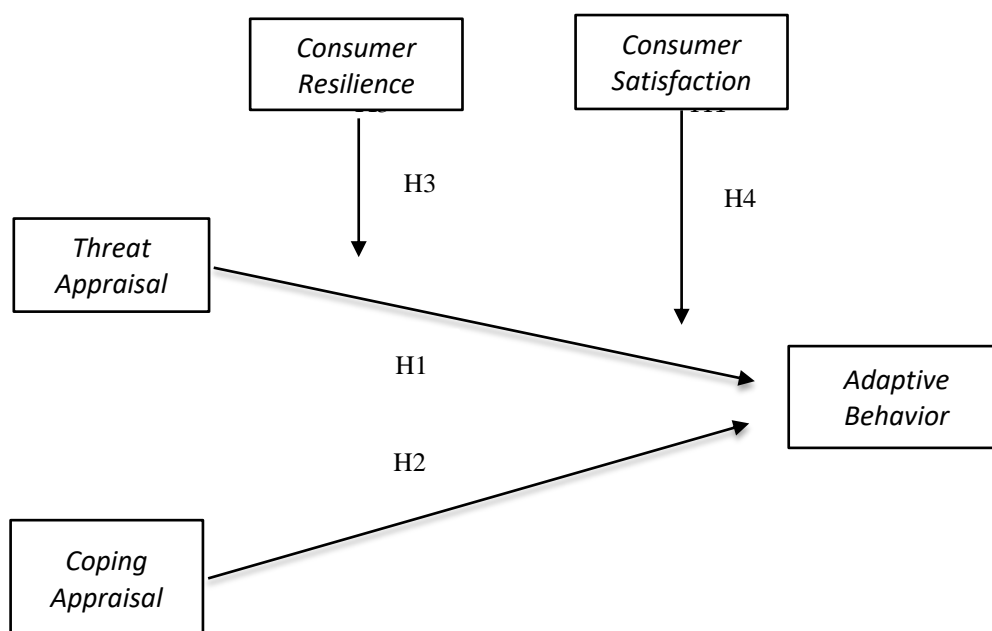 Consumer
Resilience
Consumer
Satisfaction
H3
H4
Threat
Appraisal
H1
Adaptive
Behavior
H2
Coping
Appraisal